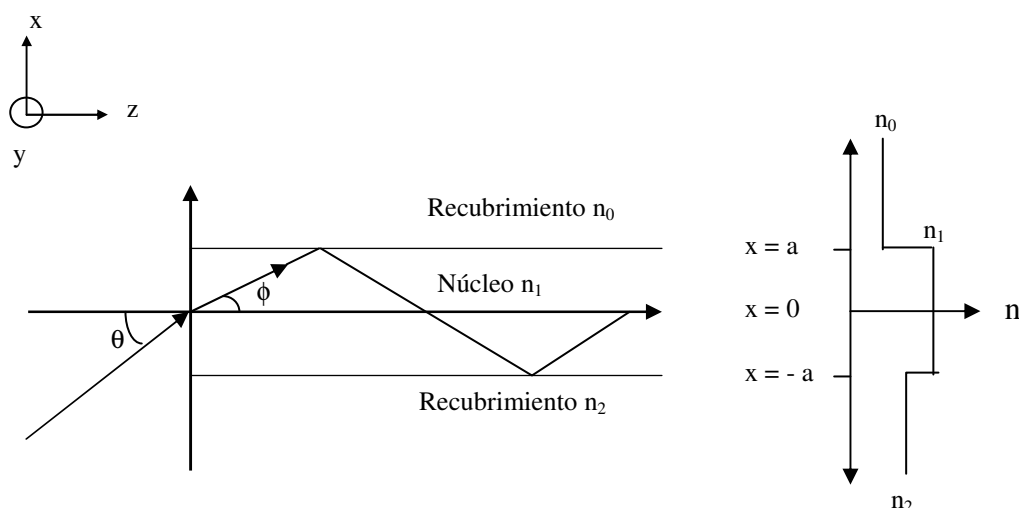 x
z
y
n₀
Recubrimiento n₀
n₁
x = a
Núcleo n₁
ϕ
x = 0
n
θ
x = - a
Recubrimiento n₂
n₂